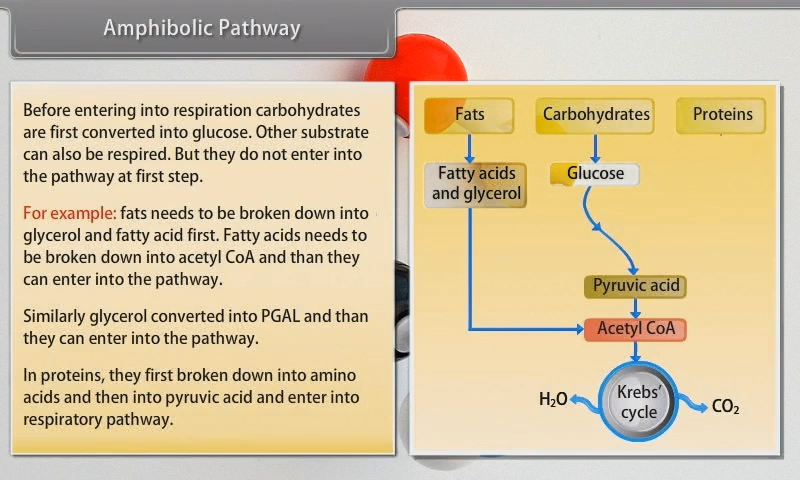 Amphibolic Pathway
Before entering into respiration carbohydrates
are first converted into glucose. Other substrate
can also be respired. But they do not enter into
the pathway at first step.
For example: fats needs to be broken down into
glycerol and fatty acid first. Fatty acids needs to
be broken down into acetyl CoA and than they
can enter into the pathway.
Similarly glycerol converted into PGAL and than
they can enter into the pathway.
In proteins, they first broken down into amino
acids and then into pyruvic acid and enter into
respiratory pathway.
Fats
Carbohydrates
Proteins
Fatty acids
and glycerol
Glucose
Pyruvic acid
Acetyl CoA
Krebs'
cycle
H₂O
CO₂